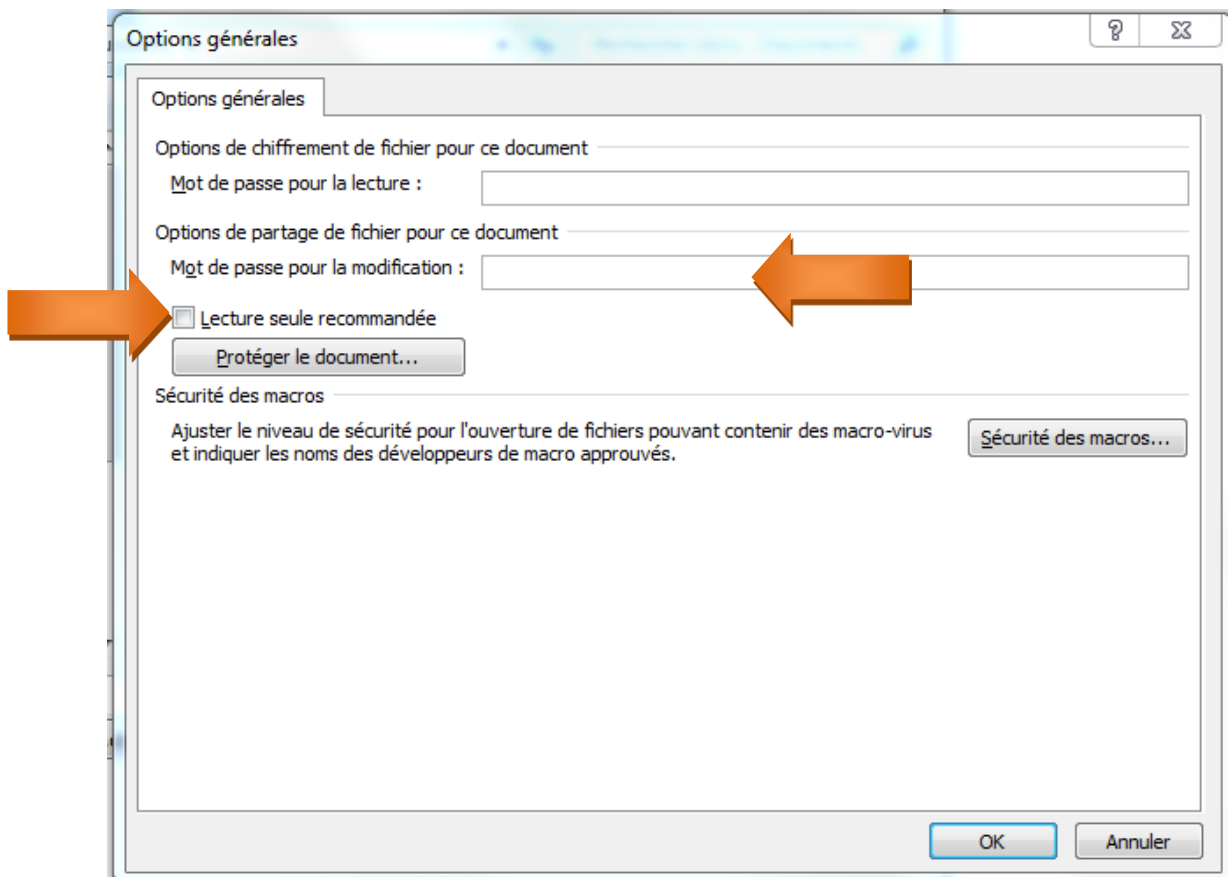 Options générales
Options générales
Options de chiffrement de fichier pour ce document
Mot de passe pour la lecture :
Options de partage de fichier pour ce document
Mot de passe pour la modification :
Lecture seule recommandée
Protéger le document...
Sécurité des macros
Ajuster le niveau de sécurité pour l'ouverture de fichiers pouvant contenir des macro-virus
et indiquer les noms des développeurs de macro approuvés.
Sécurité des macros...
OK
Annuler